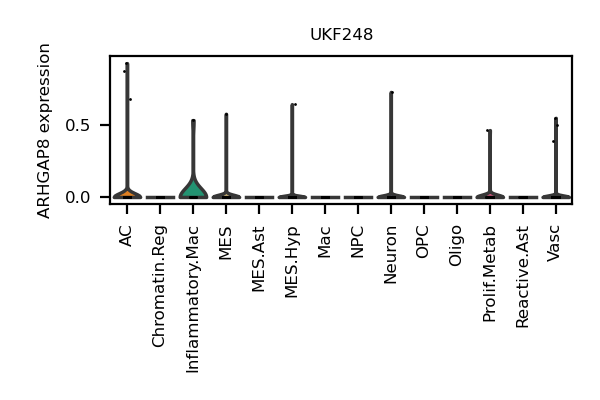 UKF248
ARHGAP8 expression
0.5
0.0
AC
Chromatin.Reg
Inflammatory.Mac
MES
MES.Ast
MES.Hyp
Mac
NPC
Neuron
OPC
Oligo
Prolif.Metab
Reactive.Ast
Vasc